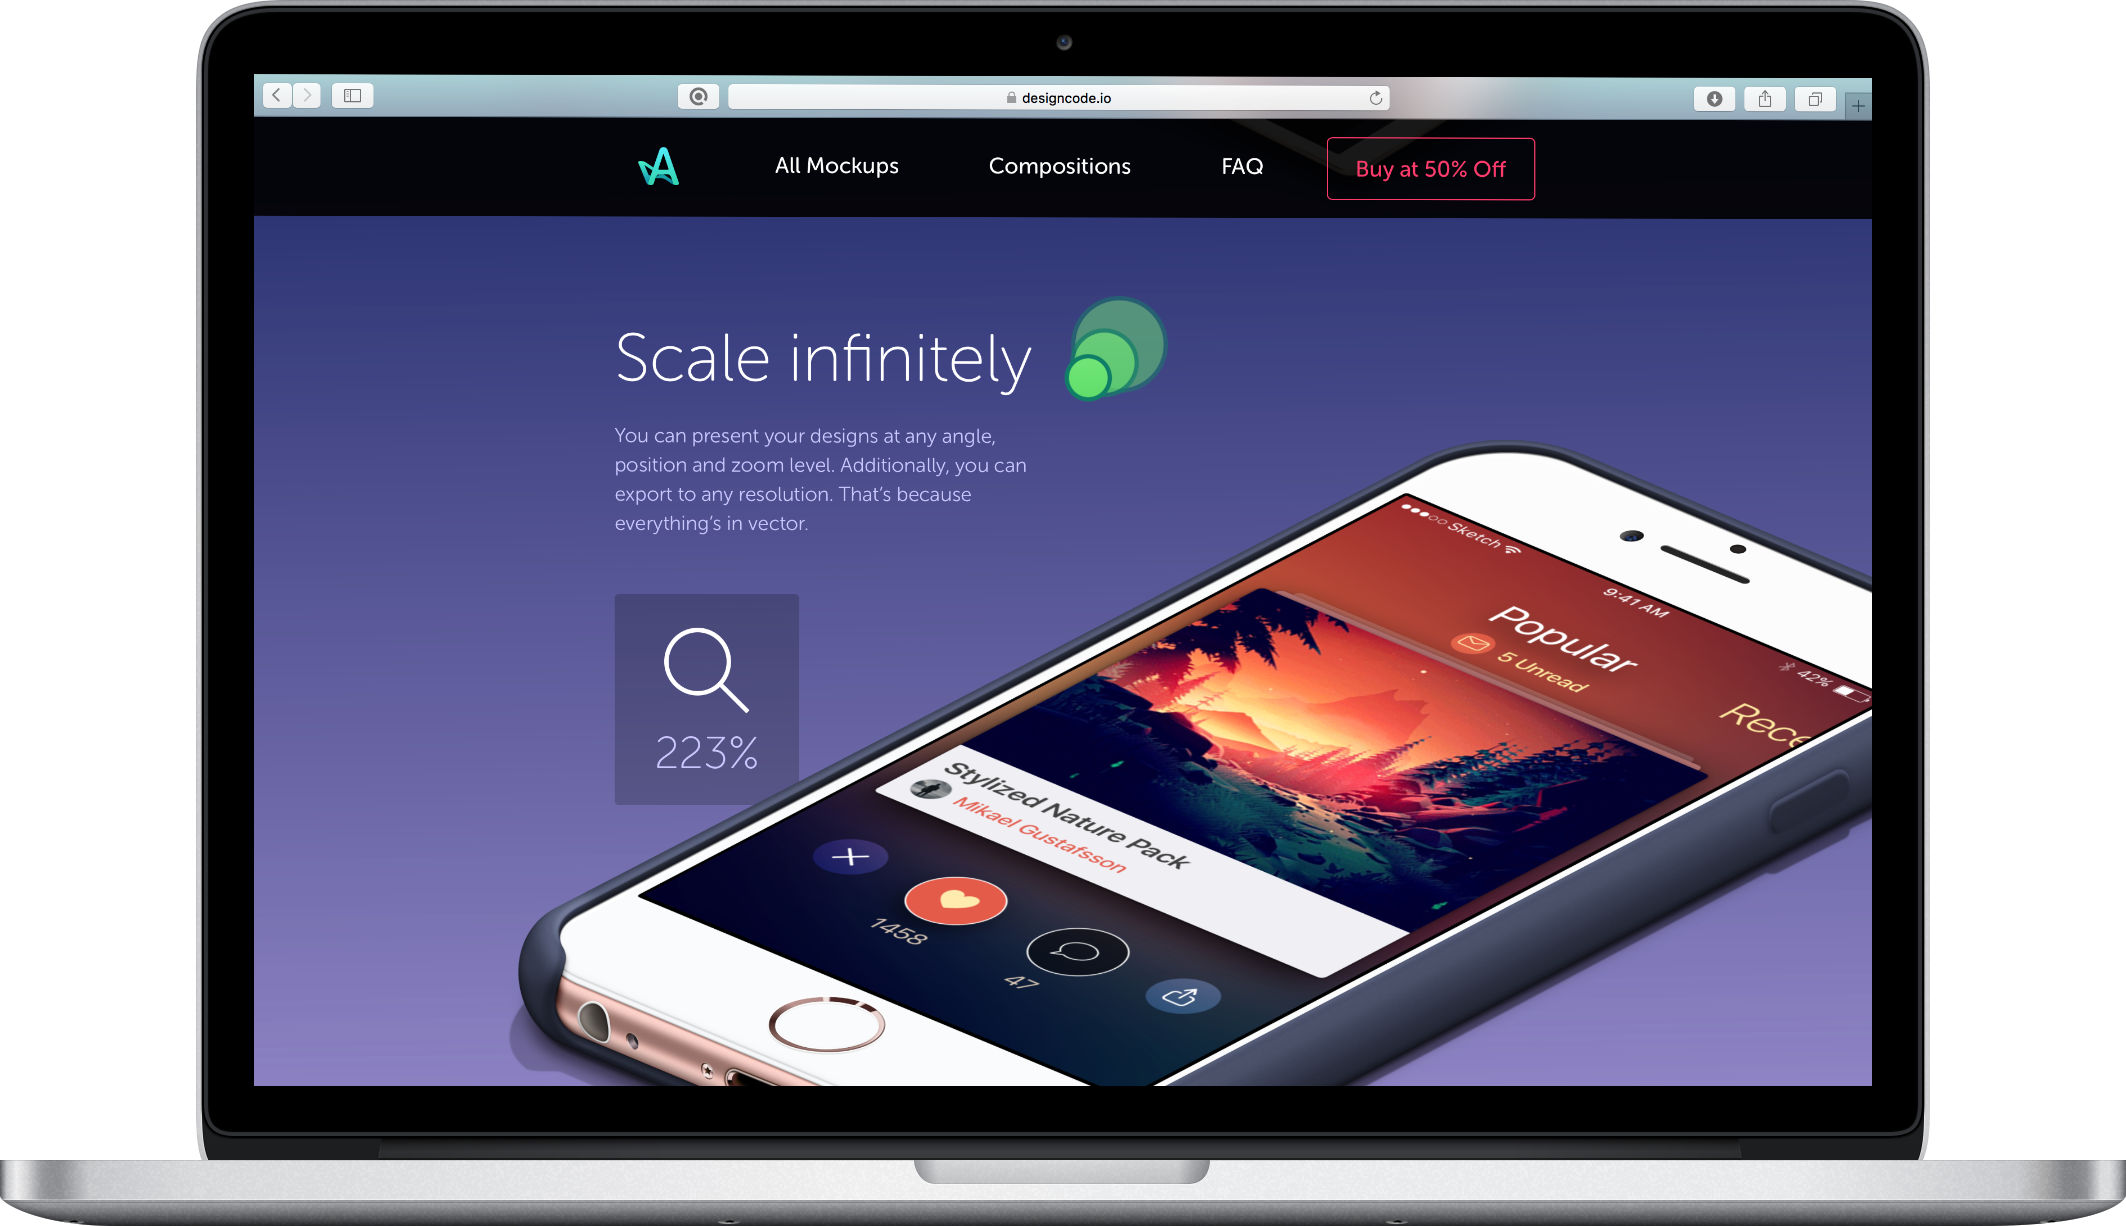 designcode.io
All Mockups
Compositions
FAQ
Buy at 50% Off
Scale infinitely
You can present your designs at any angle,
position and zoom level. Additionally, you can
export to any resolution. That's because
everything's in vector.
223%
Sketch
9:41 AM
42%
Popular
5 Unread
Rece
Stylized Nature Pack
Mikael Gustafsson
1458
47